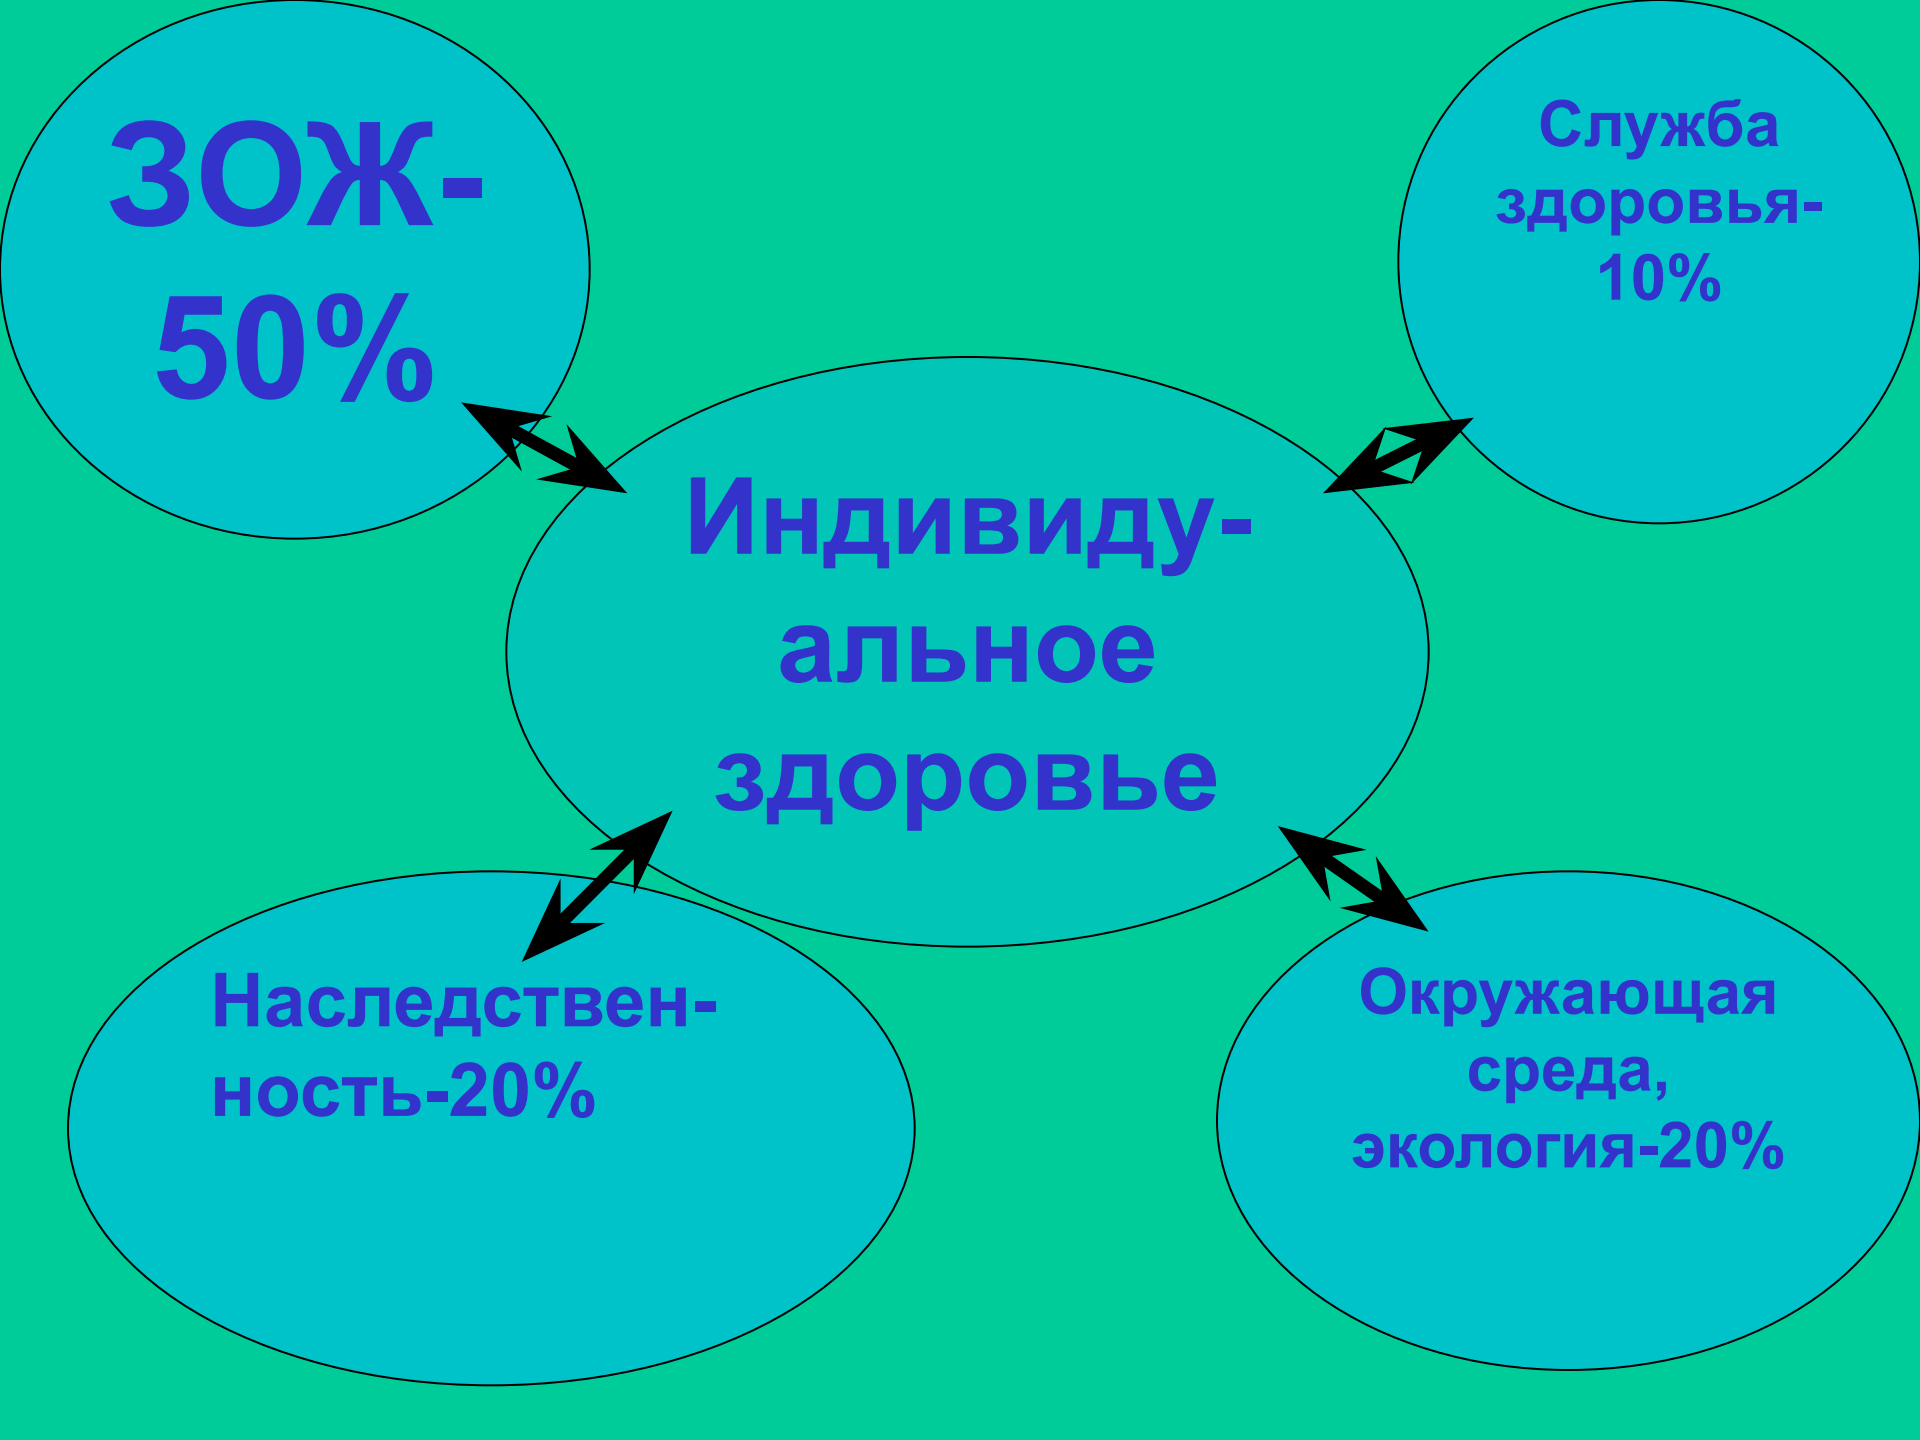 ЗОЖ-
50%
Служба
здоровья-
10%
Индивиду-
альное
здоровье
Наследствен-
ность-20%
Окружающая
среда,
экология-20%